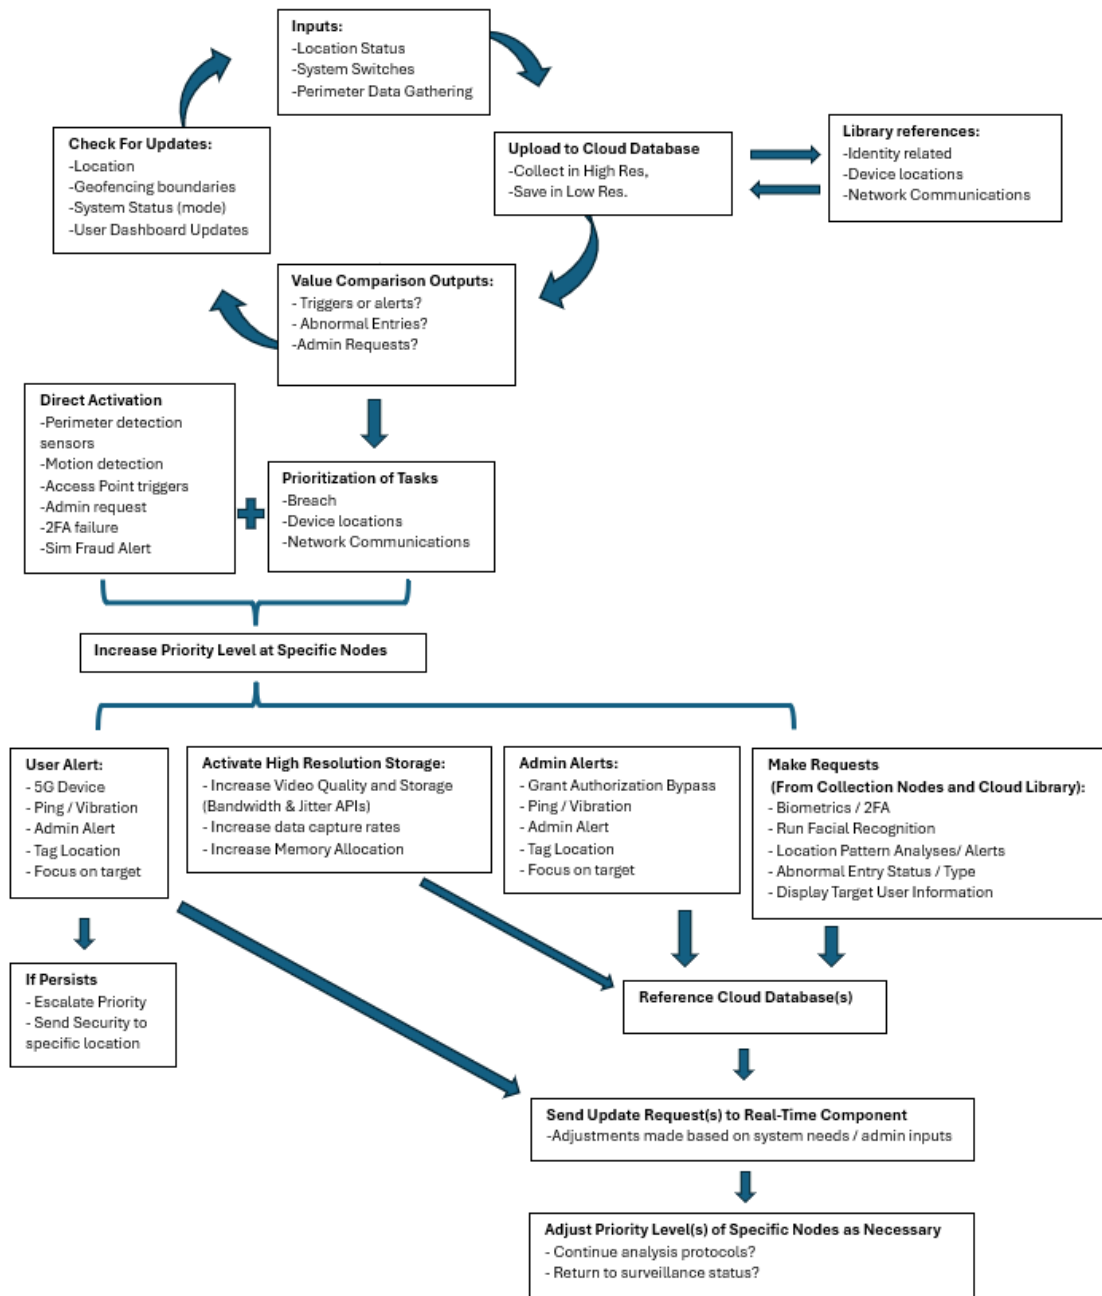 Inputs:
-Location Status
-System Switches
-Perimeter Data Gathering
Check For Updates:
-Location
-Geofencing boundaries
-System Status (mode)
-User Dashboard Updates
Upload to Cloud Database
-Collect in High Res,
-Save in Low Res.
Library references:
-Identity related
-Device locations
-Network Communications
Value Comparison Outputs:
- Triggers or alerts?
- Abnormal Entries?
-Admin Requests?
Direct Activation
-Perimeter detection
sensors
-Motion detection
-Access Point triggers
-Admin request
-2FA failure
-Sim Fraud Alert
Prioritization of Tasks
-Breach
-Device locations
-Network Communications
Increase Priority Level at Specific Nodes
User Alert:
- 5G Device
- Ping / Vibration
- Admin Alert
- Tag Location
- Focus on target
Activate High Resolution Storage:
- Increase Video Quality and Storage
(Bandwidth & Jitter APIs)
- Increase data capture rates
- Increase Memory Allocation
Admin Alerts:
- Grant Authorization Bypass
- Ping / Vibration
- Admin Alert
- Tag Location
- Focus on target
Make Requests
(From Collection Nodes and Cloud Library):
- Biometrics / 2FA
- Run Facial Recognition
- Location Pattern Analyses/ Alerts
- Abnormal Entry Status / Type
- Display Target User Information
If Persists
- Escalate Priority
- Send Security to
specific location
Reference Cloud Database(s)
Send Update Request(s) to Real-Time Component
-Adjustments made based on system needs / admin inputs
Adjust Priority Level(s) of Specific Nodes as Necessary
- Continue analysis protocols?
- Return to surveillance status?